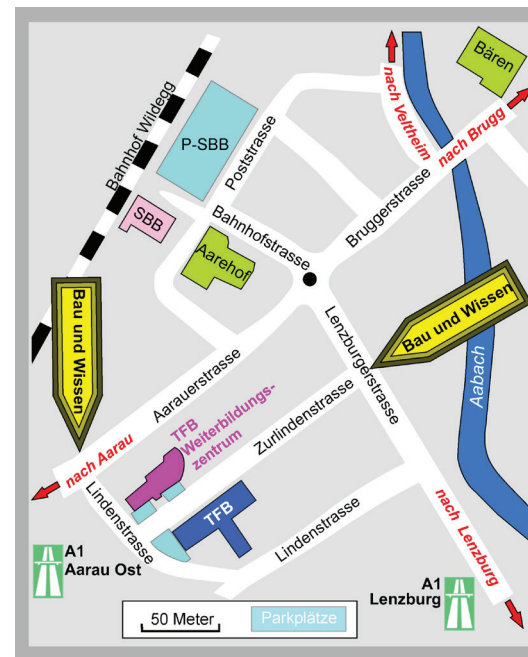 Bären
nach Veltheim
nach Brugg
Bahnhof Wildegg
P-SBB
Poststrasse
SBB
Bahnhofstrasse
Bruggerstrasse
Aarehof
Bau und Wissen
Bau und Wissen
Lenzburgerstrasse
Aabach
Aarauerstrasse
TFB
Weiterbildungs-
zentrum
Zurlindenstrasse
nach Aarau
Lindenstrasse
TFB
Lindenstrasse
nach Lenzburg
A1
Aarau Ost
A1
Lenzburg
50 Meter
Parkplätze